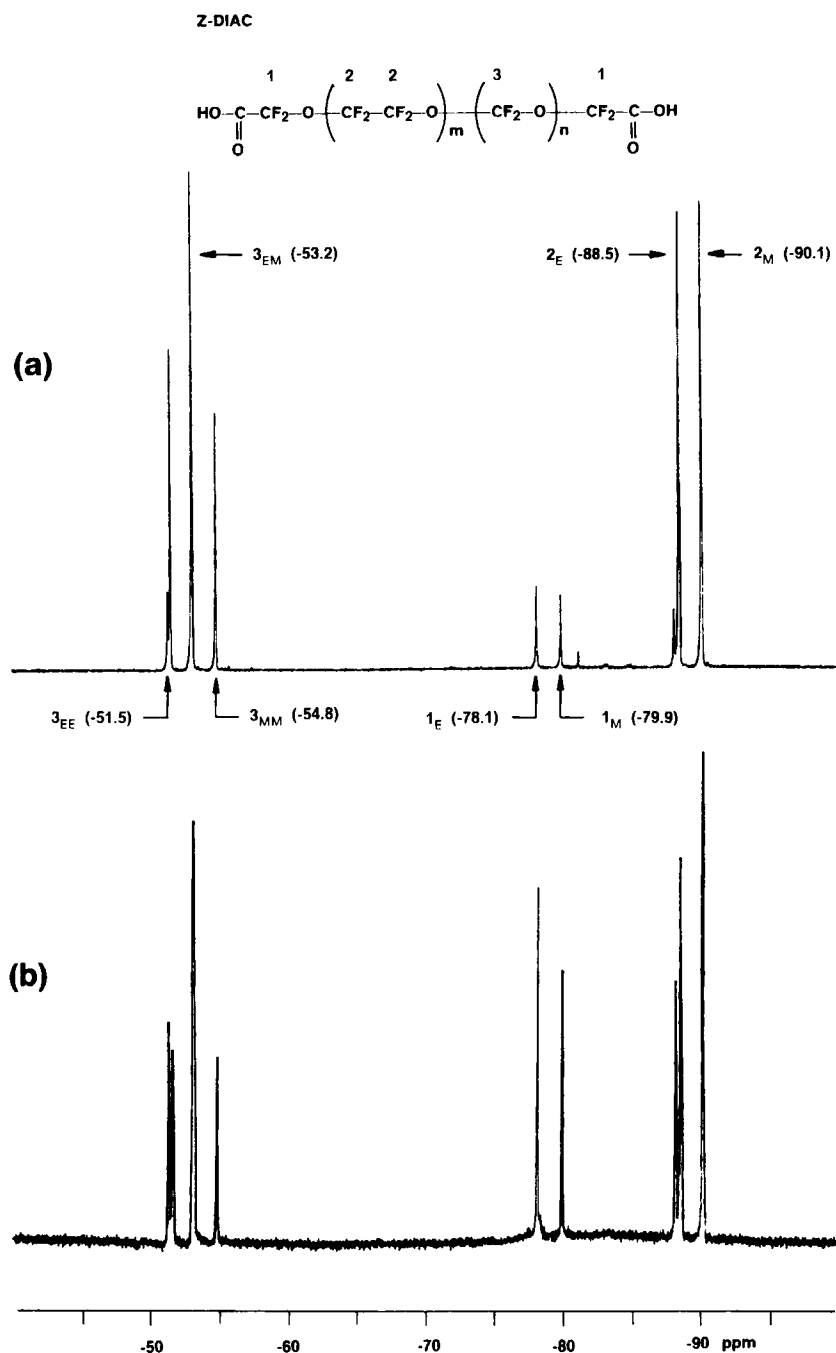 Z-DIAC
1 2 2 3 1
HO-C-CF2-O-(CF2-CF2-O)m-(CF2-O)n-CF2-C-OH
O O
3EM (-53.2)
2E (-88.5)
2M (-90.1)
(a)
3EE (-51.5)
3MM (-54.8)
1E (-78.1)
1M (-79.9)
(b)
-50 -60 -70 -80 -90 ppm